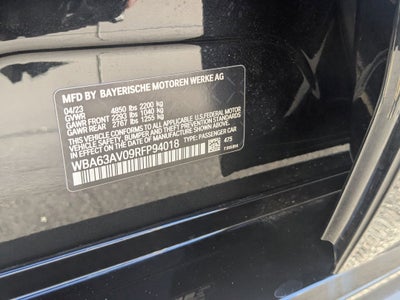 MFD BY BAYERISCHE MOTOREN WERKE AG
04/23
GVWR 4850 lbs 2200 kg
GAWR FRONT 2293 lbs 1040 kg
GAWR REAR 2767 lbs 1255 kg
THIS VEHICLE CONFORMS TO ALL APPLICABLE U.S. FEDERAL MOTOR
VEHICLE SAFETY, BUMPER AND THEFT PREVENTION STANDARDS
IN EFFECT ON THE DATE OF MANUFACTURE SHOWN ABOVE.
WBA63AV09RFP94018 TYPE: PASSENGER CAR
475